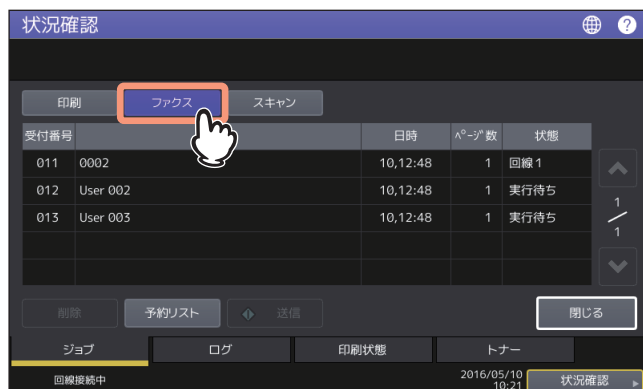 状況確認 ?
印刷 ファクス スキャン
受付番号 日時 ﾍﾟｰｼﾞ数 状態
011 0002 10,12:48 1 回線1
012 User 002 10,12:48 1 実行待ち
013 User 003 10,12:48 1 実行待ち
1
/
1
削除 予約リスト 送信 閉じる
ジョブ ログ 印刷状態 トナー
回線接続中 2016/05/10 状況確認
10:21